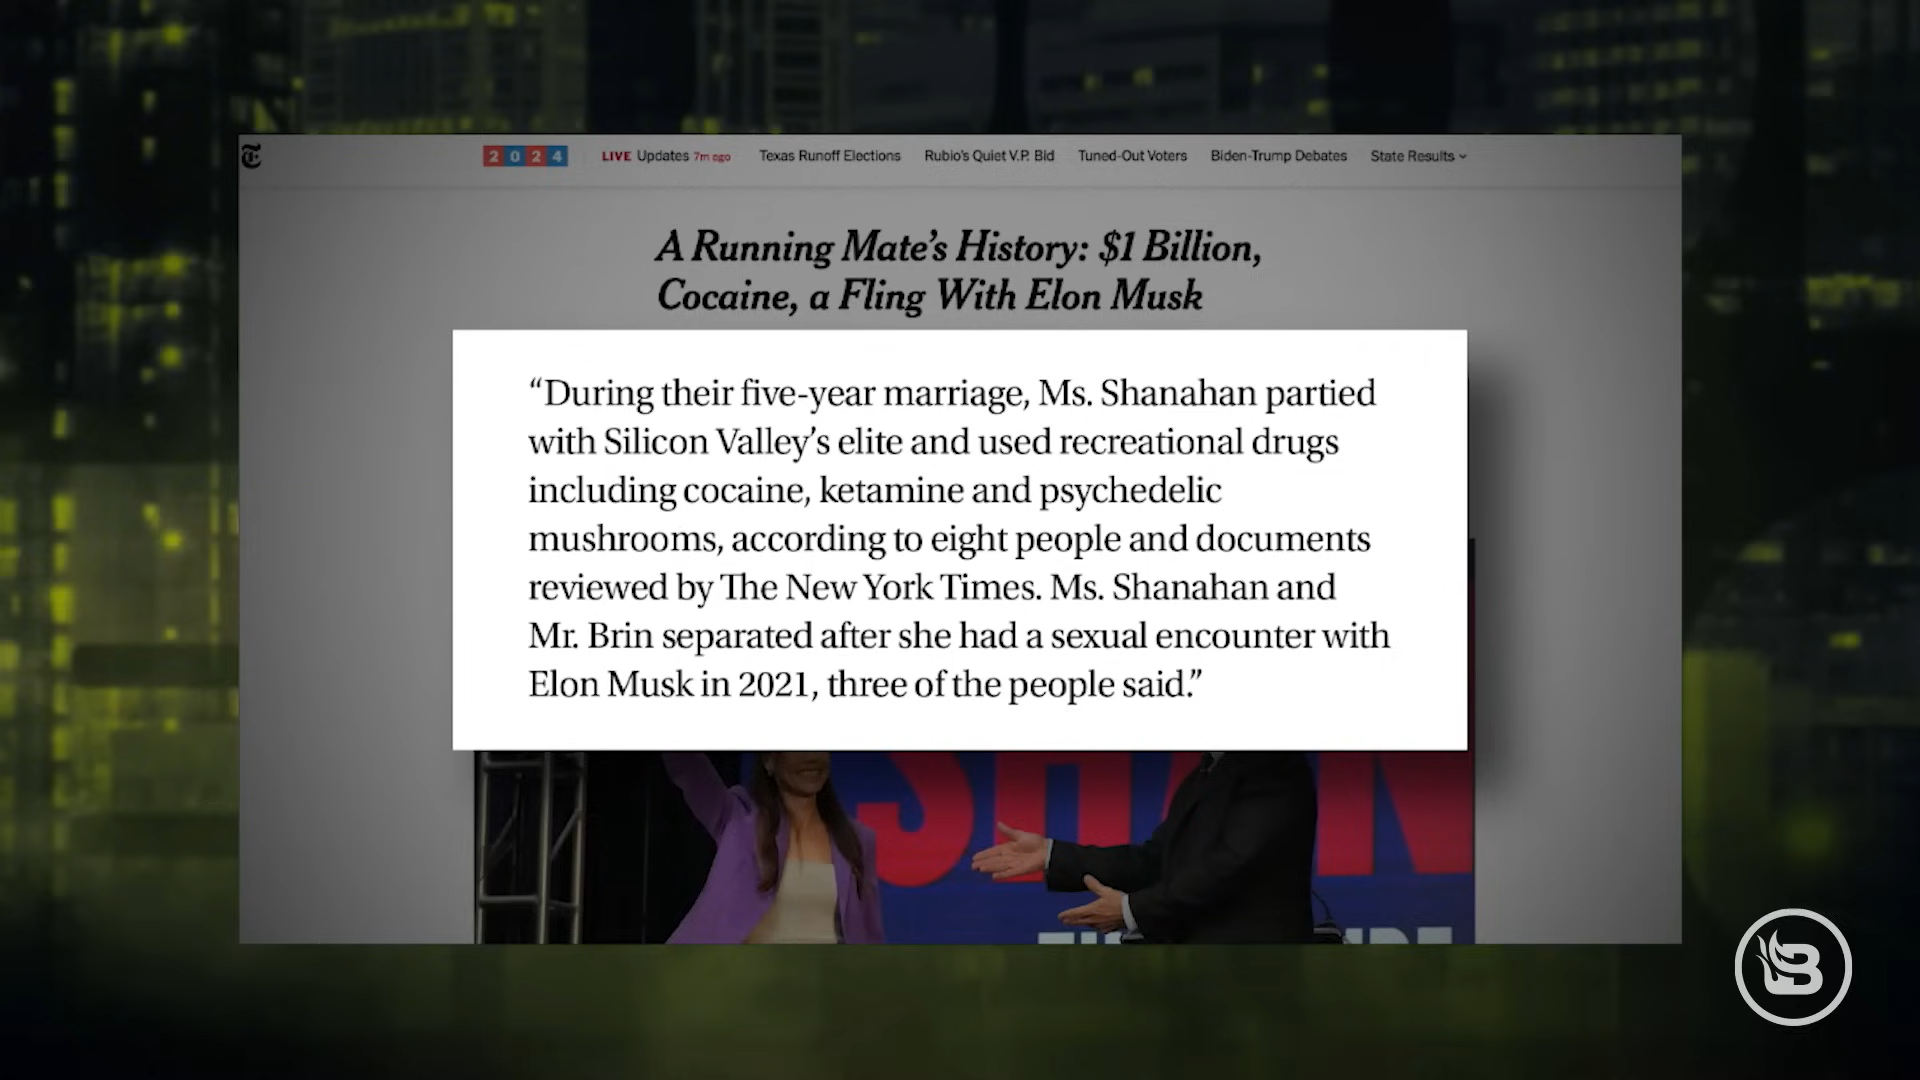 2024 LIVE Updates 7m ago Texas Runoff Elections Rubio's Quiet V.P. Bid Tuned-Out Voters Biden-Trump Debates State Results
A Running Mate's History: $1 Billion,
Cocaine, a Fling With Elon Musk
“During their five-year marriage, Ms. Shanahan partied
with Silicon Valley's elite and used recreational drugs
including cocaine, ketamine and psychedelic
mushrooms, according to eight people and documents
reviewed by The New York Times. Ms. Shanahan and
Mr. Brin separated after she had a sexual encounter with
Elon Musk in 2021, three of the people said.”
SHAN
B